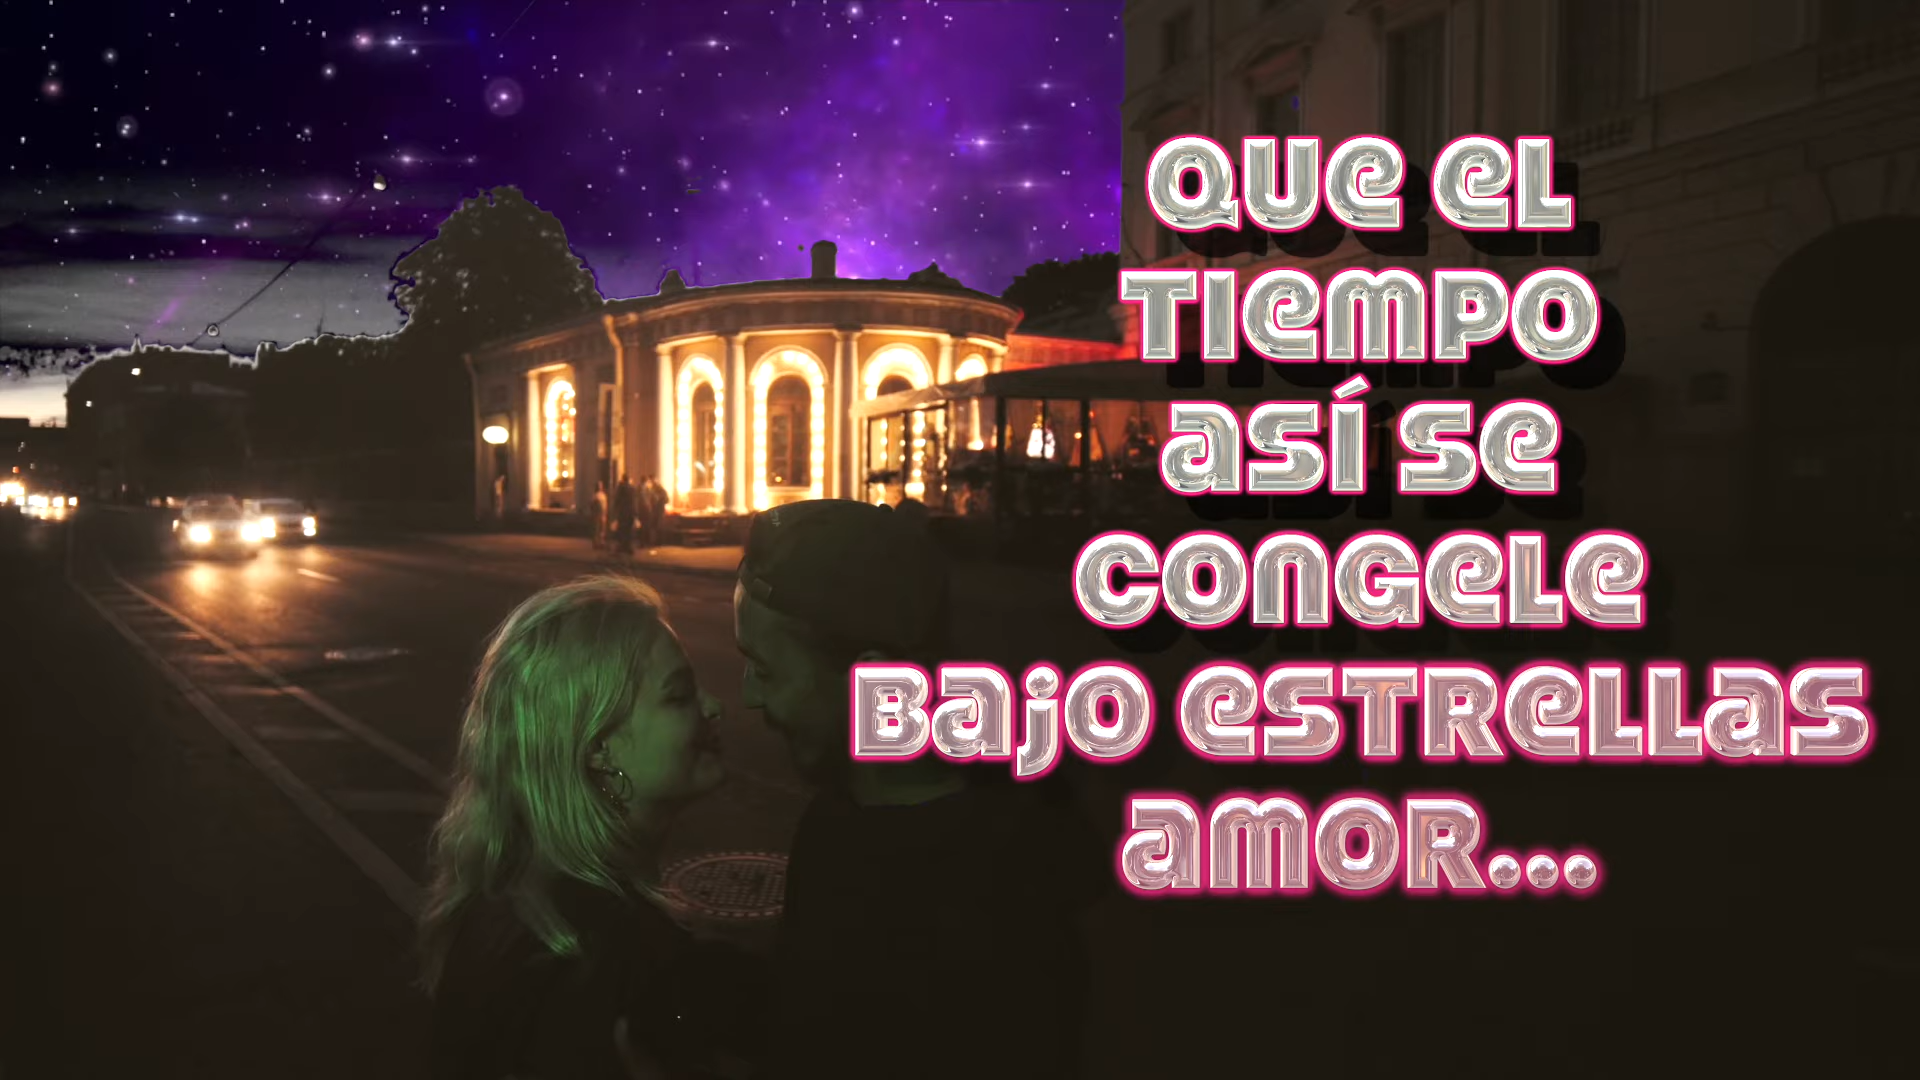 QUE EL
TIEMPO
ASÍ SE
CONGELE
BAJO ESTRELLAS
AMOR...